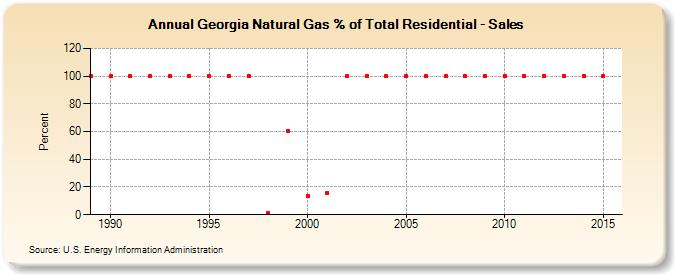 Annual Georgia Natural Gas % of Total Residential - Sales
Percent
120
100
80
60
40
20
0
1990 1995 2000 2005 2010 2015
Source: U.S. Energy Information Administration